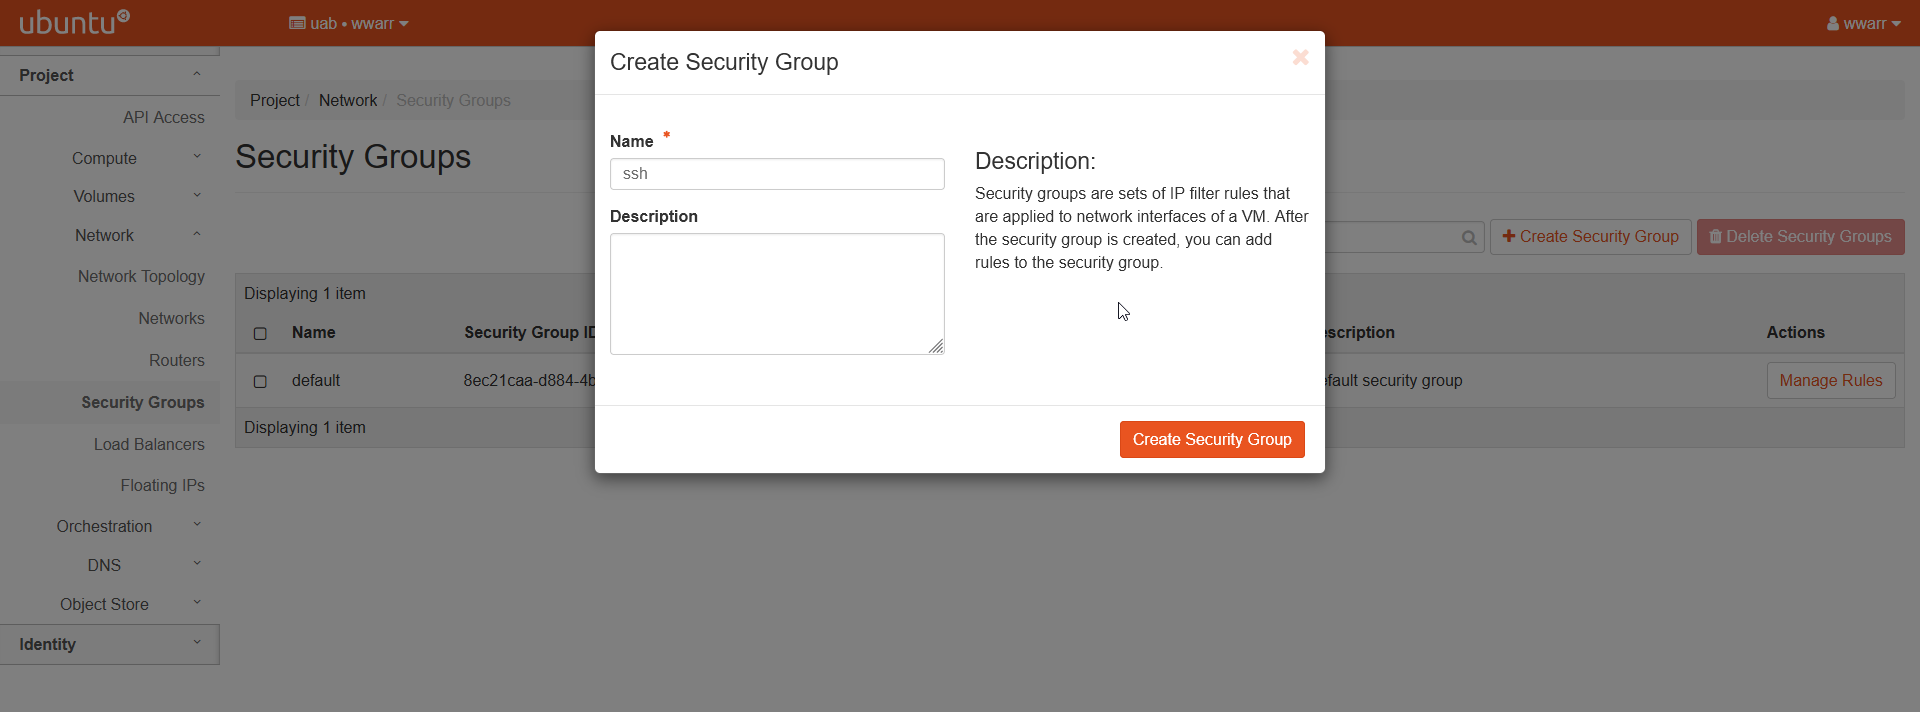 ubuntu
uab • wwarr
wwarr
Project
API Access
Compute
Volumes
Network
Network Topology
Networks
Routers
Security Groups
Load Balancers
Floating IPs
Orchestration
DNS
Object Store
Identity
Project / Network / Security Groups
Security Groups
Create Security Group
Delete Security Groups
Displaying 1 item
Name
Security Group ID
Actions
default
8ec21caa-d884-4
efault security group
Manage Rules
Displaying 1 item
Create Security Group
Name *
ssh
Description
Description:
Security groups are sets of IP filter rules that
are applied to network interfaces of a VM. After
the security group is created, you can add
rules to the security group.
Create Security Group